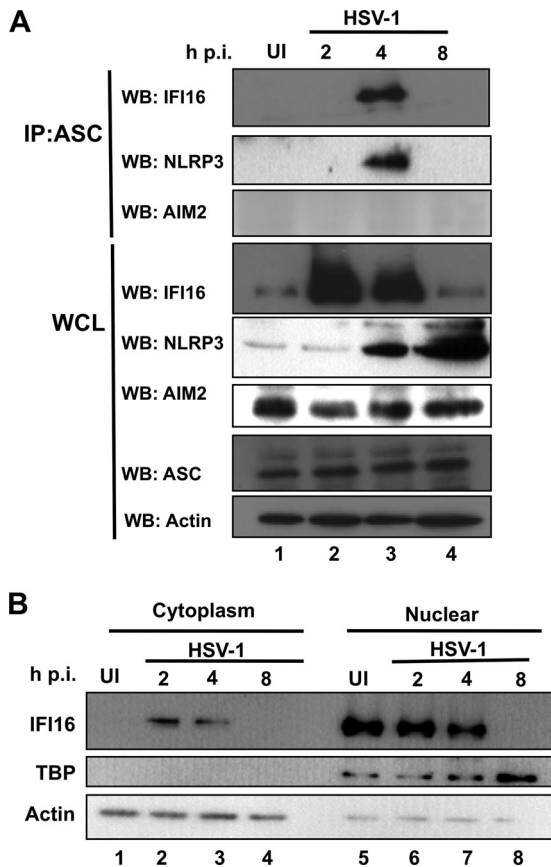 A
HSV-1
h p.i. UI 2 4 8
IP:ASC
WB: IFI16
WB: NLRP3
WB: AIM2
WCL
WB: IFI16
WB: NLRP3
WB: AIM2
WB: ASC
WB: Actin
1 2 3 4
B
Cytoplasm Nuclear
HSV-1 HSV-1
h p.i. UI 2 4 8 UI 2 4 8
IFI16
TBP
Actin
1 2 3 4 5 6 7 8